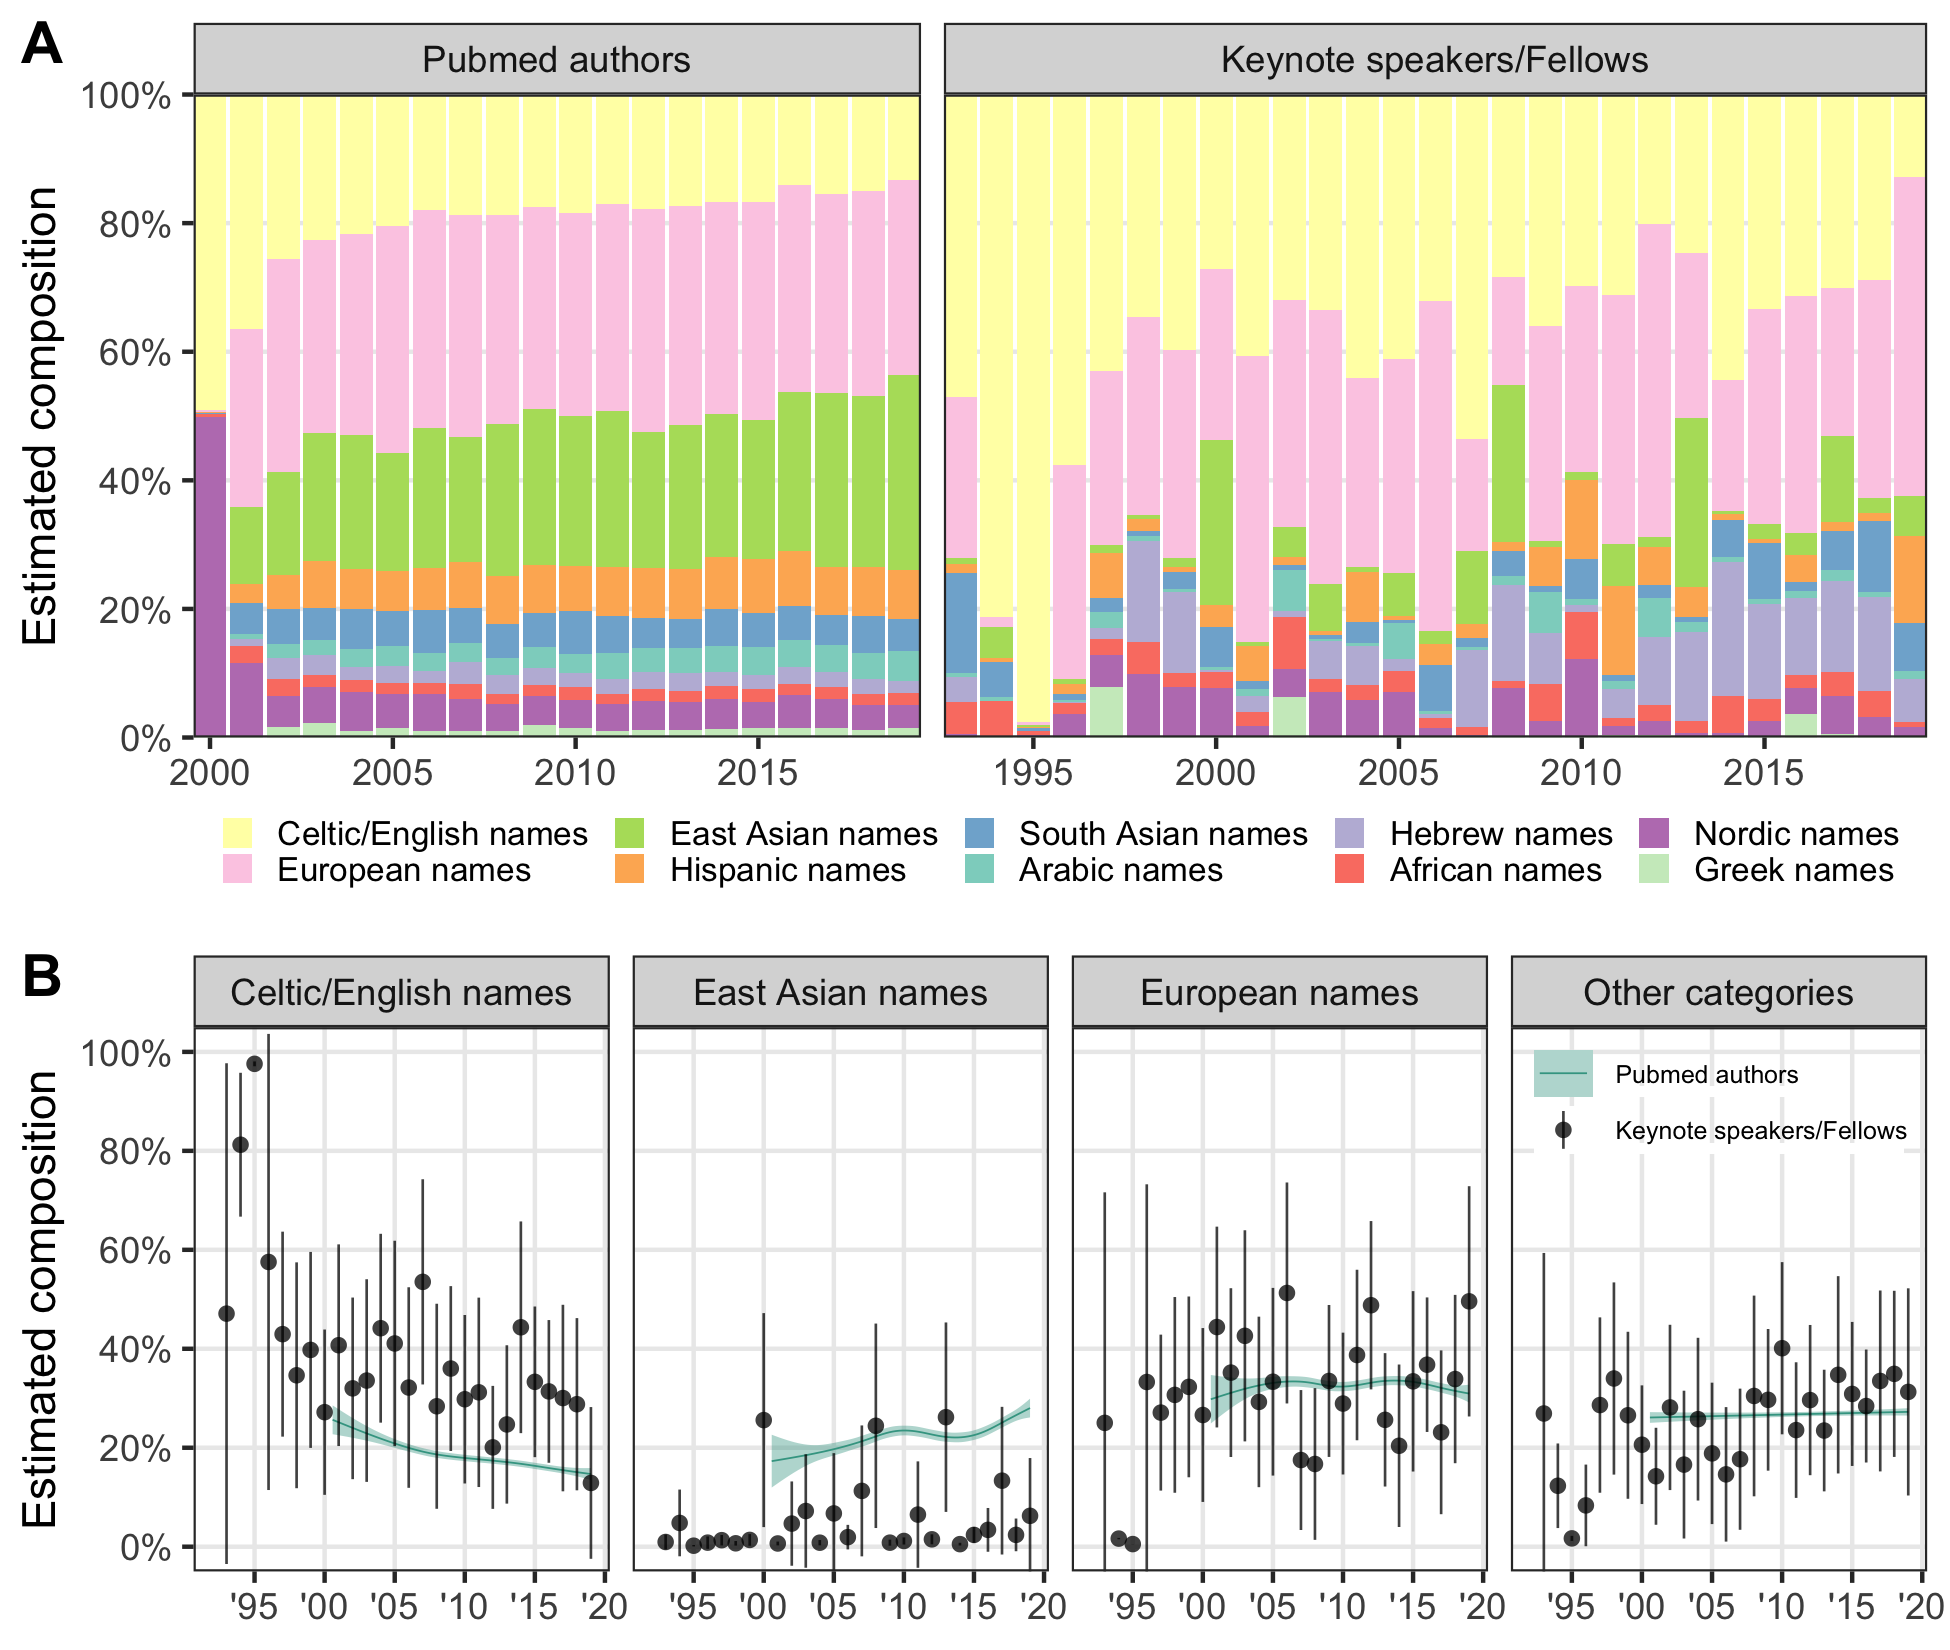 A
Pubmed authors
Keynote speakers/Fellows
Estimated composition
100%
80%
60%
40%
20%
0%
2000 2005 2010 2015
1995 2000 2005 2010 2015
Celtic/English names East Asian names South Asian names Hebrew names Nordic names
European names Hispanic names Arabic names African names Greek names
B
Celtic/English names East Asian names European names Other categories
Estimated composition
100%
80%
60%
40%
20%
0%
Pubmed authors
Keynote speakers/Fellows
'95 '00 '05 '10 '15 '20
'95 '00 '05 '10 '15 '20
'95 '00 '05 '10 '15 '20
'95 '00 '05 '10 '15 '20